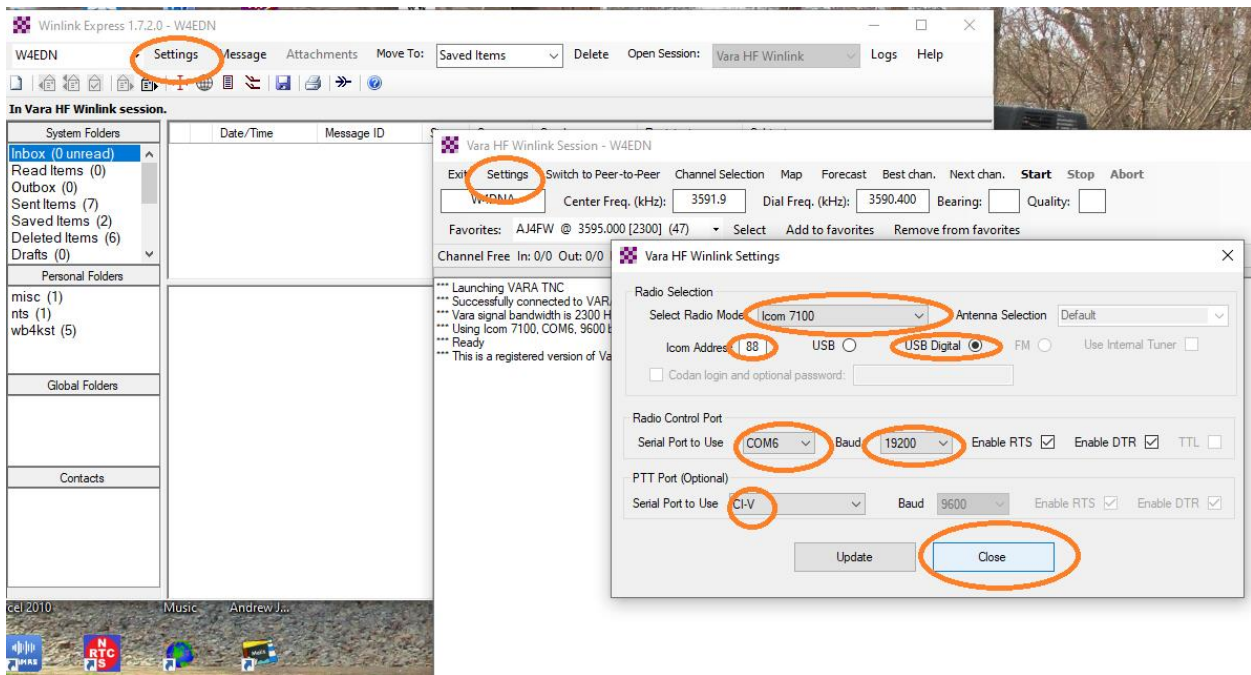 Winlink Express 1.7.2.0 - W4EDN
W4EDN Settings Message Attachments Move To: Saved Items Delete Open Session: Vara HF Winlink Logs Help
In Vara HF Winlink session.
System Folders
Inbox (0 unread)
Read Items (0)
Outbox (0)
Sent Items (7)
Saved Items (2)
Deleted Items (6)
Drafts (0)
Personal Folders
misc (1)
nts (1)
wb4kst (5)
Global Folders
Contacts
Date/Time Message ID
Vara HF Winlink Session - W4EDN
Exit Settings Switch to Peer-to-Peer Channel Selection Map Forecast Best chan. Next chan. Start Stop Abort
W4DNA Center Freq. (kHz): 3591.9 Dial Freq. (kHz): 3590.400 Bearing: Quality:
Favorites: AJ4FW @ 3595.000 [2300] (47) Select Add to favorites Remove from favorites
Channel Free In: 0/0 Out: 0/0
*** Launching VARA TNC
*** Successfully connected to VARA
*** Vara signal bandwidth is 2300 H
*** Using Icom 7100, COM6, 9600 b
*** Ready
*** This is a registered version of Va
Vara HF Winlink Settings
Radio Selection
Select Radio Mode Icom 7100 Antenna Selection Default
Icom Address 88 USB USB Digital FM Use Internal Tuner
Codan login and optional password:
Radio Control Port
Serial Port to Use COM6 Baud 19200 Enable RTS Enable DTR TTL
PTT Port (Optional)
Serial Port to Use CI-V Baud 9600 Enable RTS Enable DTR
Update Close
cel 2010 Music Andrew J...
N
RTC
S